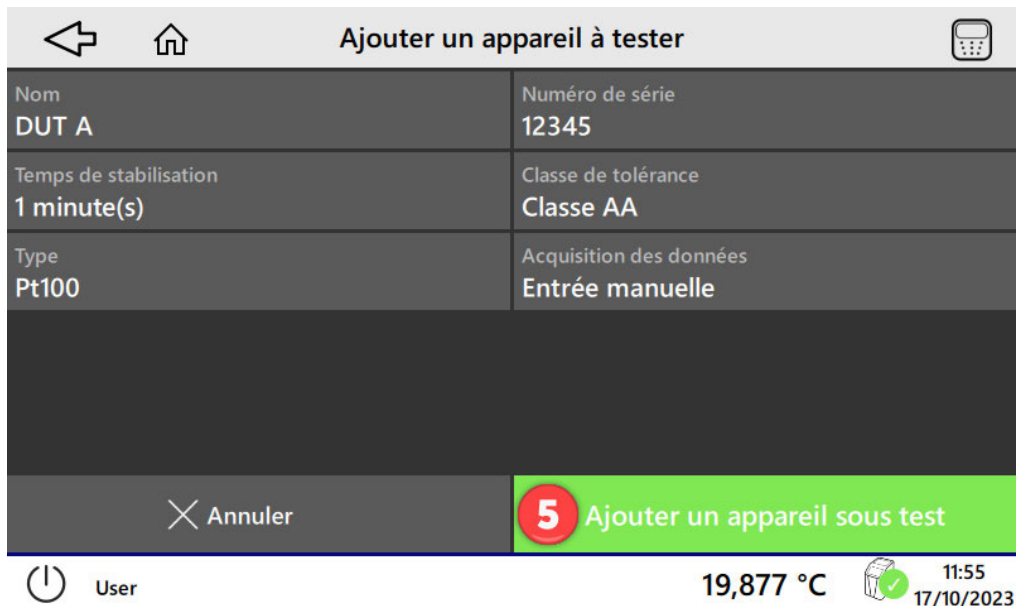 Ajouter un appareil à tester
Nom
DUT A
Numéro de série
12345
Temps de stabilisation
1 minute(s)
Classe de tolérance
Classe AA
Type
Pt100
Acquisition des données
Entrée manuelle
Annuler
5 Ajouter un appareil sous test
User
19,877 °C
11:55
17/10/2023